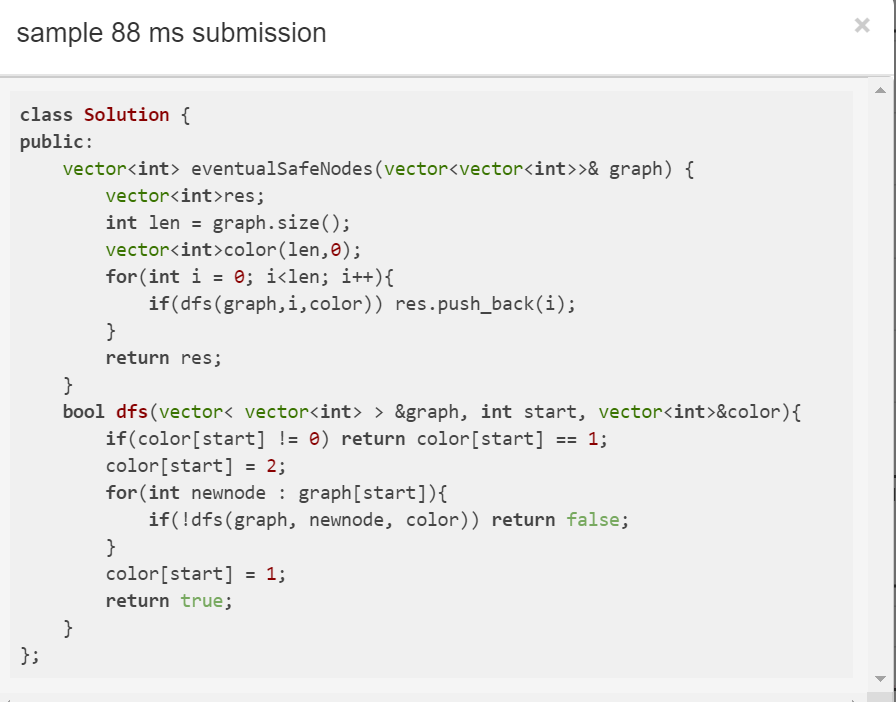 sample 88 ms submission
×
class Solution {
public:
    vector<int> eventualSafeNodes(vector<vector<int>>& graph) {
        vector<int>res;
        int len = graph.size();
        vector<int>color(len,0);
        for(int i = 0; i<len; i++){
            if(dfs(graph,i,color)) res.push_back(i);
        }
        return res;
    }
    bool dfs(vector< vector<int> > &graph, int start, vector<int>&color){
        if(color[start] != 0) return color[start] == 1;
        color[start] = 2;
        for(int newnode : graph[start]){
            if(!dfs(graph, newnode, color)) return false;
        }
        color[start] = 1;
        return true;
    }
};